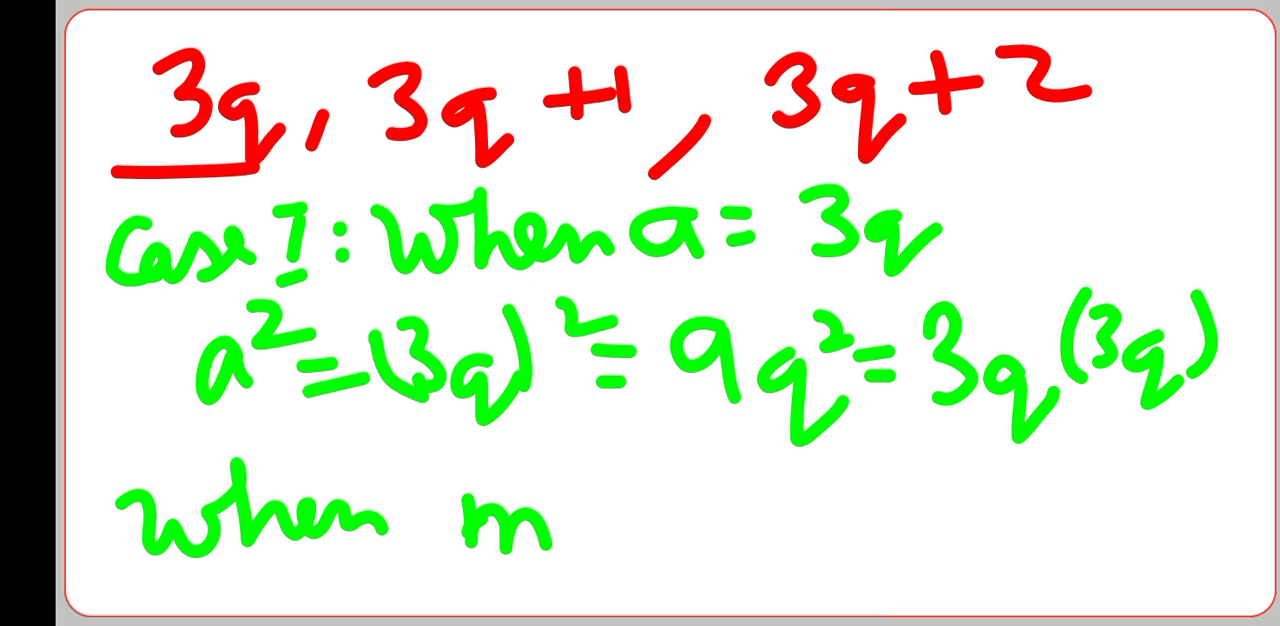 3q, 3q+1, 3q+2
Case I: When a = 3q
a² = (3q)² = 9q² = 3q(3q)
When m